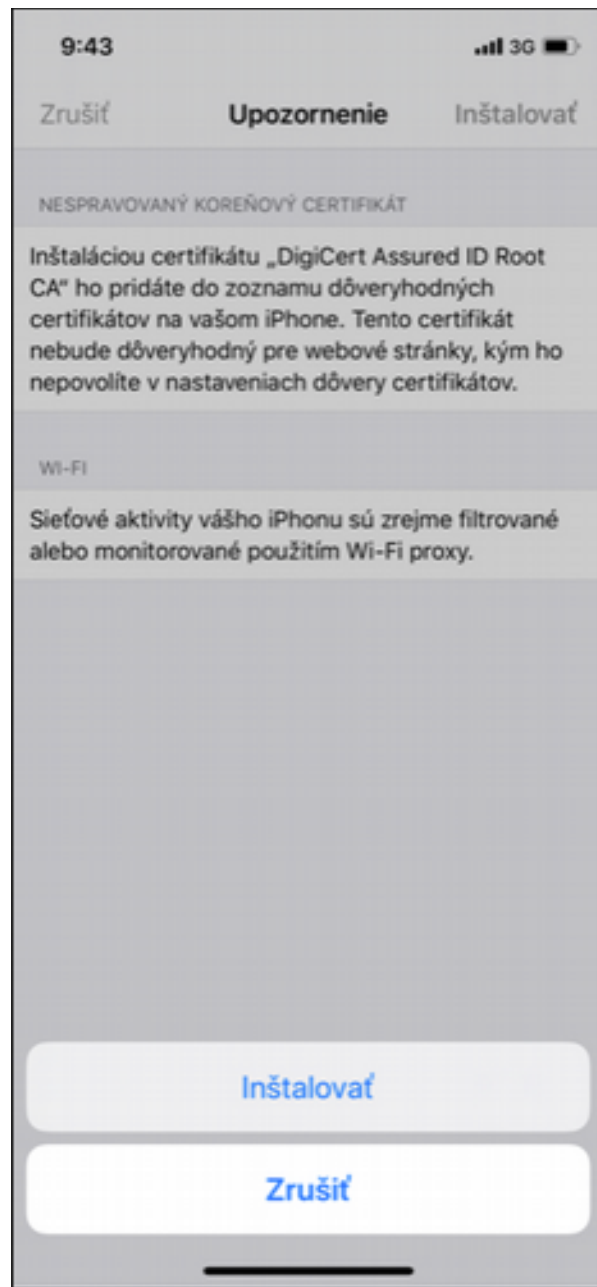 9:43
3G
Zrušiť
Upozornenie
Inštalovať
NESPRAVOVANÝ KOREŇOVÝ CERTIFIKÁT
Inštaláciou certifikátu „DigiCert Assured ID Root
CA“ ho pridáte do zoznamu dôveryhodných
certifikátov na vašom iPhone. Tento certifikát
nebude dôveryhodný pre webové stránky, kým ho
nepovolíte v nastaveniach dôvery certifikátov.
WI-FI
Sieťové aktivity vášho iPhonu sú zrejme filtrované
alebo monitorované použitím Wi-Fi proxy.
Inštalovať
Zrušiť